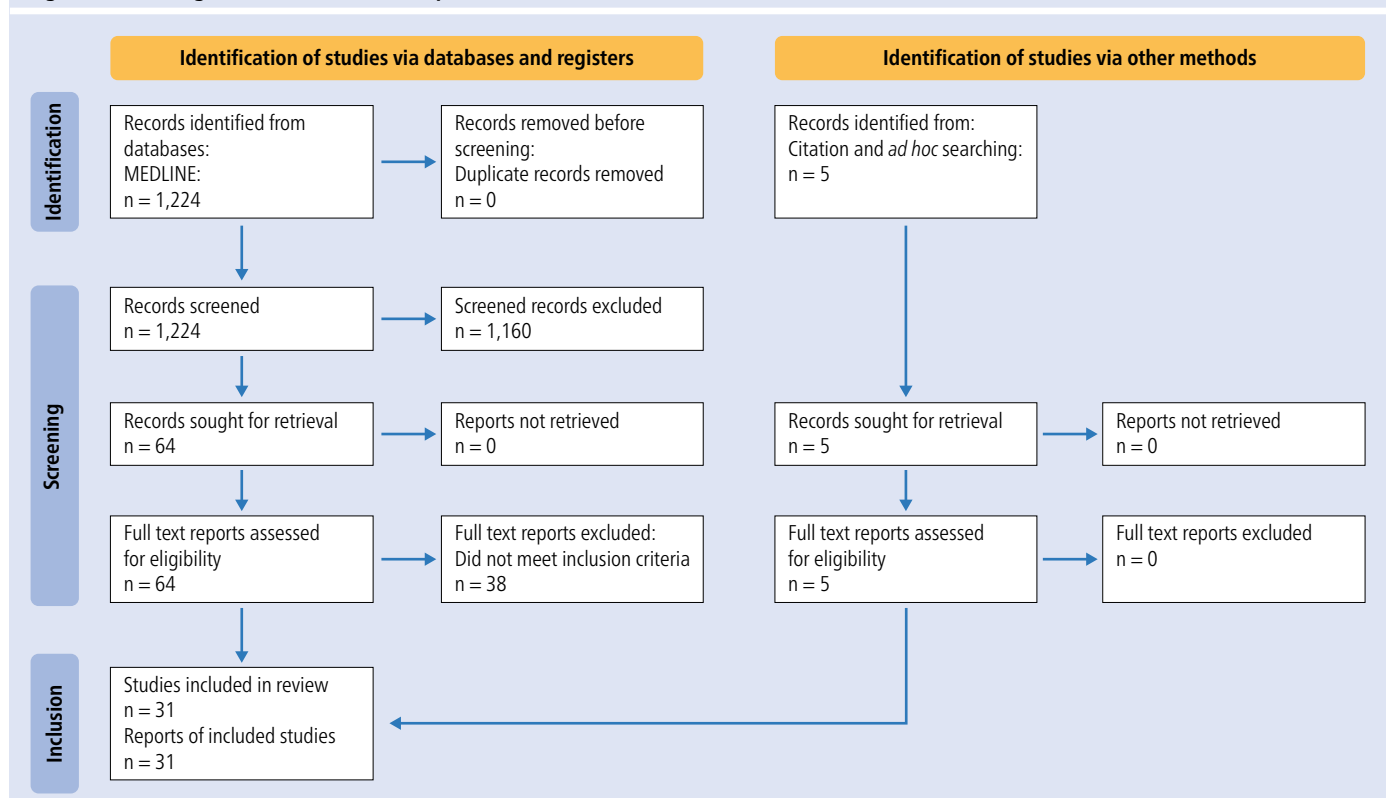 Identification of studies via databases and registers
Identification of studies via other methods
Identification
Records identified from
databases:
MEDLINE:
n = 1,224
Records removed before
screening:
Duplicate records removed
n = 0
Records identified from:
Citation and ad hoc searching:
n = 5
Screening
Records screened
n = 1,224
Screened records excluded
n = 1,160
Records sought for retrieval
n = 64
Reports not retrieved
n = 0
Records sought for retrieval
n = 5
Reports not retrieved
n = 0
Full text reports assessed
for eligibility
n = 64
Full text reports excluded:
Did not meet inclusion criteria
n = 38
Full text reports assessed
for eligibility
n = 5
Full text reports excluded
n = 0
Inclusion
Studies included in review
n = 31
Reports of included studies
n = 31